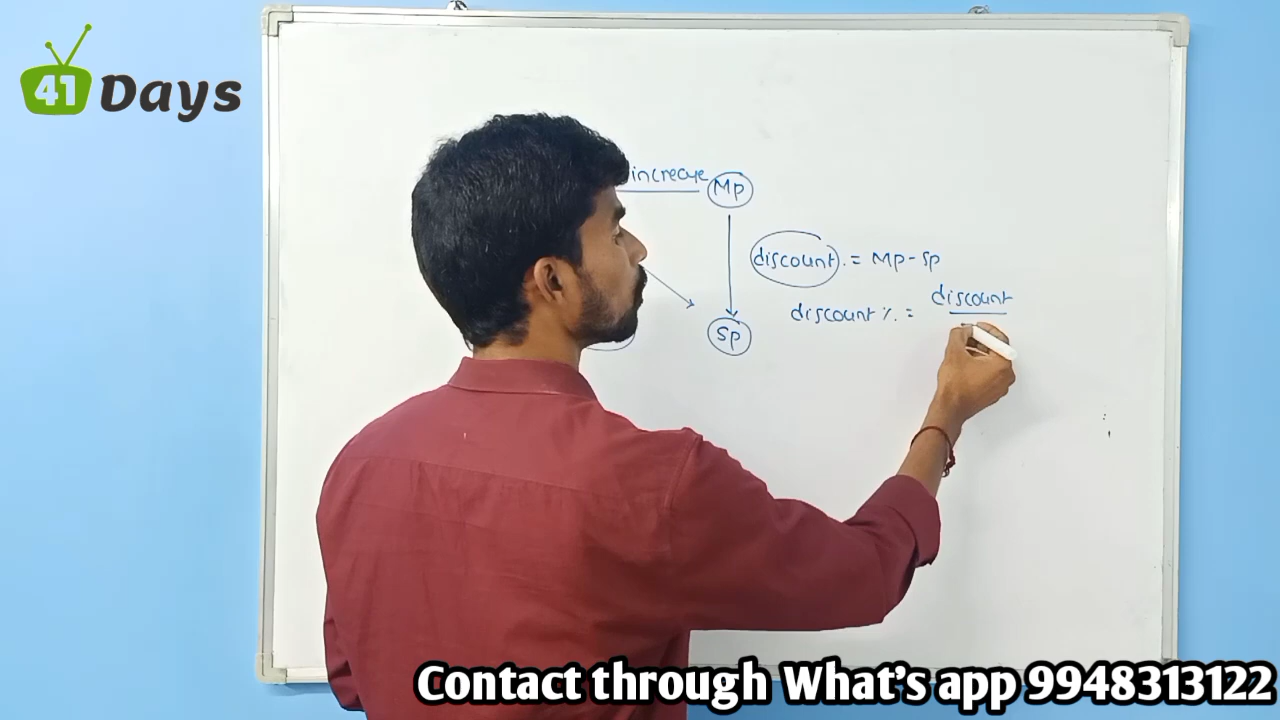 41 Days
increase Mp
discount. = Mp - Sp
discount
discount %. =
Sp
Contact through What's app 9948313122